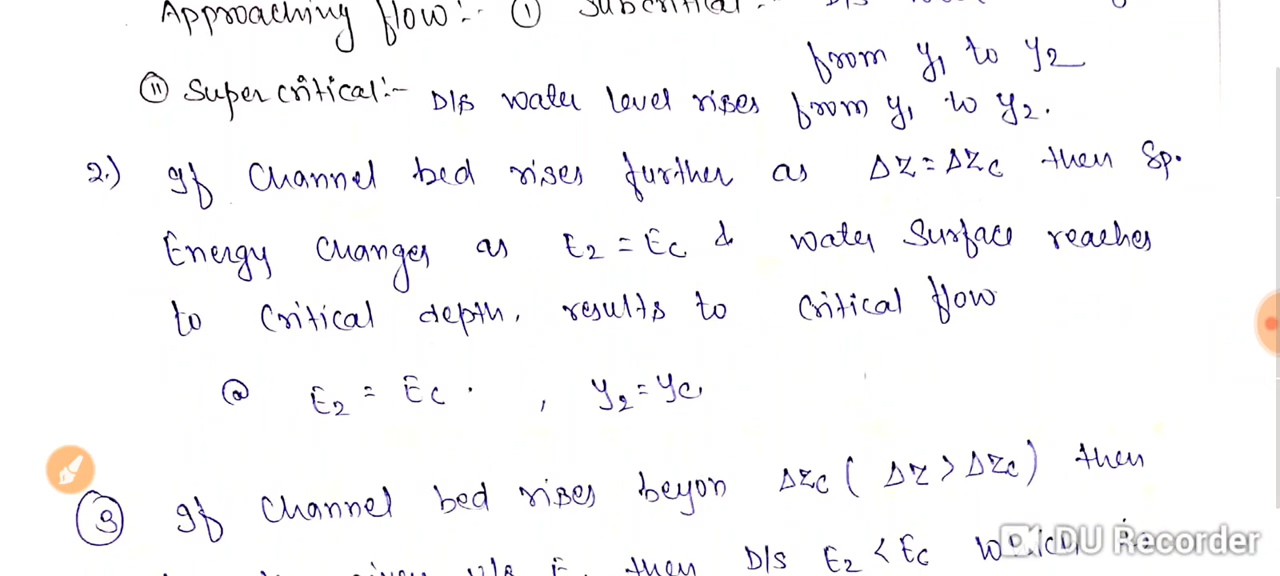 Approaching flow:- ① Subcritical:-
from y₁ to y₂
⑪ Supercritical:- D/s water level rises from y₁ to y₂.
2.) If Channel bed rises further as ΔZ = ΔZc then Sp.
Energy Changes as E₂ = Ec & water Surface reaches
to Critical depth, results to Critical flow
@ E₂ = Ec , y₂ = yc
③ If Channel bed rises beyon ΔZc ( ΔZ > ΔZc) then
then D/s E₂ < Ec
DU Recorder